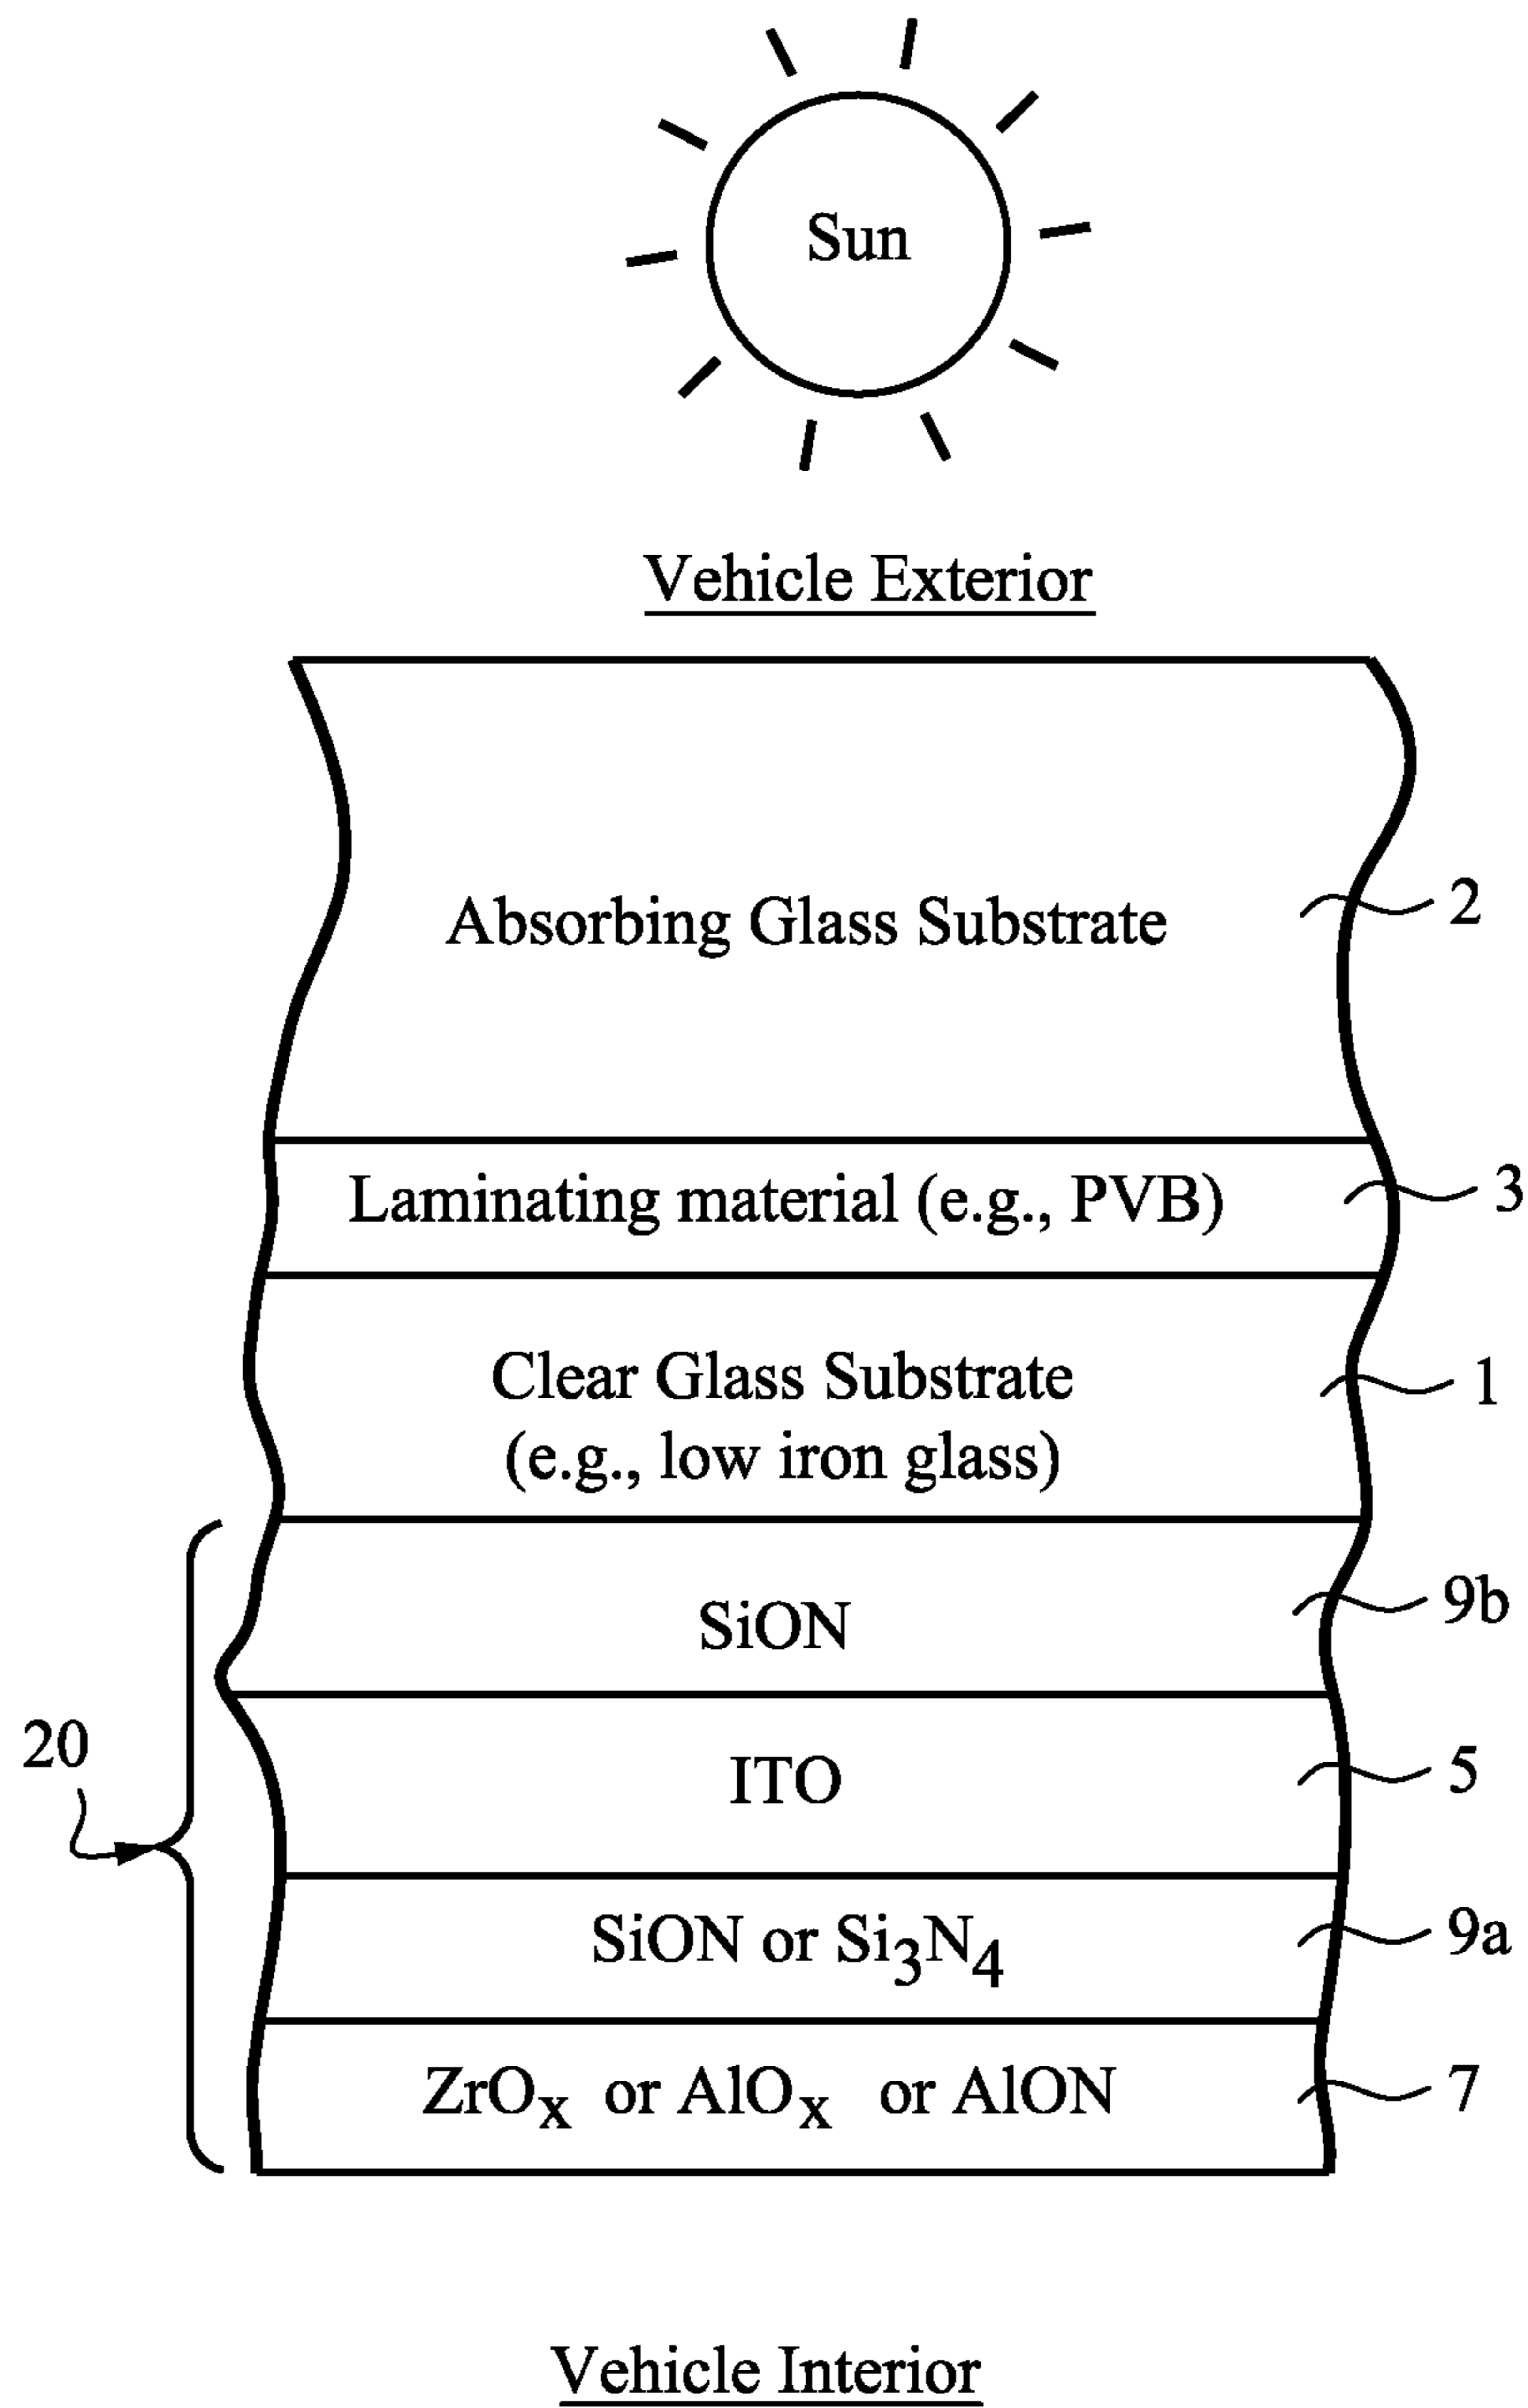 Sun
Vehicle Exterior
Absorbing Glass Substrate
2
Laminating material (e.g., PVB)
3
Clear Glass Substrate
(e.g., low iron glass)
1
SiON
9b
20
ITO
5
SiON or Si3N4
9a
ZrOx or AlOx or AlON
7
Vehicle Interior